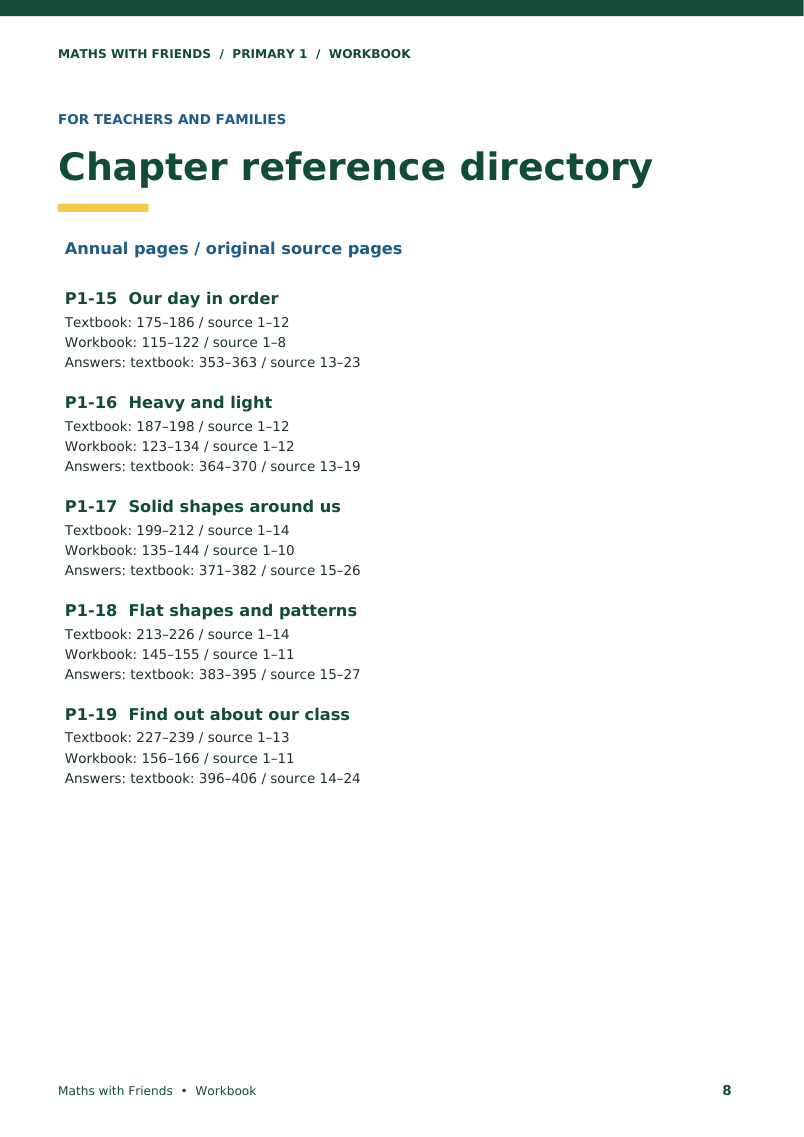 MATHS WITH FRIENDS / PRIMARY 1 / WORKBOOK
FOR TEACHERS AND FAMILIES
Chapter reference directory
Annual pages / original source pages
P1-15 Our day in order
Textbook: 175–186 / source 1–12
Workbook: 115–122 / source 1–8
Answers: textbook: 353–363 / source 13–23
P1-16 Heavy and light
Textbook: 187–198 / source 1–12
Workbook: 123–134 / source 1–12
Answers: textbook: 364–370 / source 13–19
P1-17 Solid shapes around us
Textbook: 199–212 / source 1–14
Workbook: 135–144 / source 1–10
Answers: textbook: 371–382 / source 15–26
P1-18 Flat shapes and patterns
Textbook: 213–226 / source 1–14
Workbook: 145–155 / source 1–11
Answers: textbook: 383–395 / source 15–27
P1-19 Find out about our class
Textbook: 227–239 / source 1–13
Workbook: 156–166 / source 1–11
Answers: textbook: 396–406 / source 14–24
Maths with Friends • Workbook
8